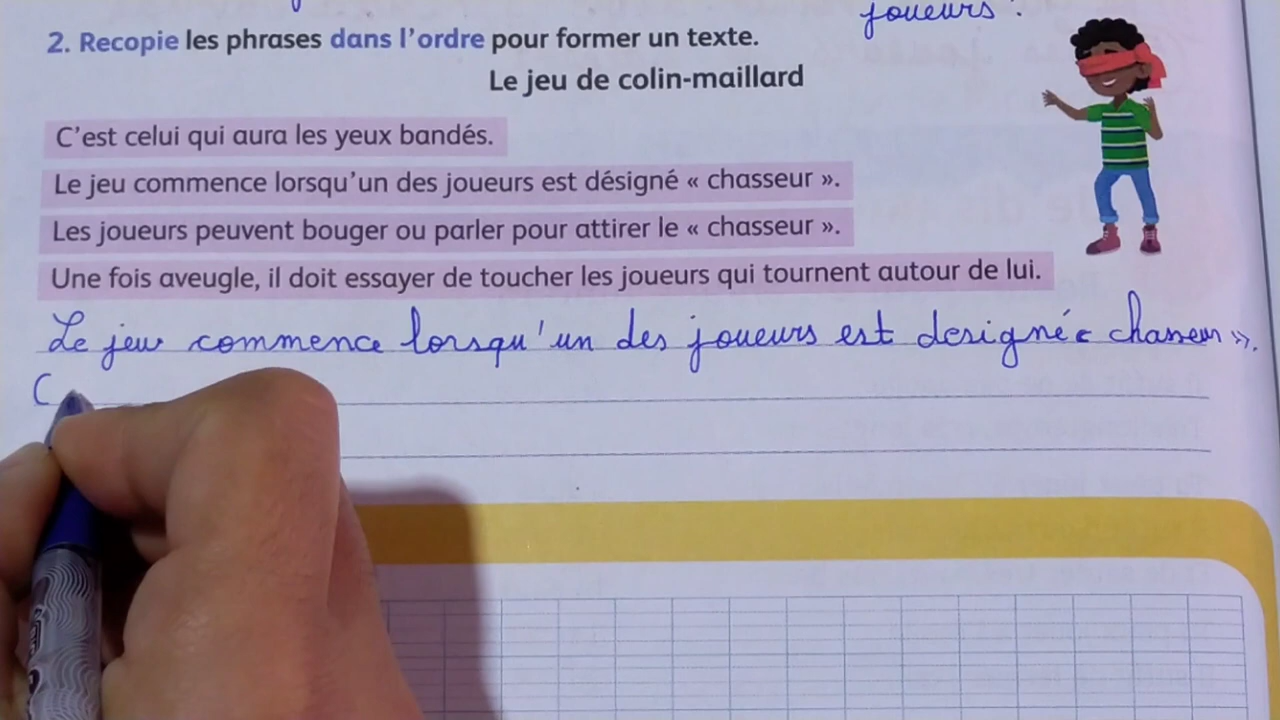 joueurs .
2. Recopie les phrases dans l'ordre pour former un texte.
Le jeu de colin-maillard
C'est celui qui aura les yeux bandés.
Le jeu commence lorsqu'un des joueurs est désigné « chasseur ».
Les joueurs peuvent bouger ou parler pour attirer le « chasseur ».
Une fois aveugle, il doit essayer de toucher les joueurs qui tournent autour de lui.
Le jeu commence lorsqu'un des joueurs est designé « chasseur ».
C